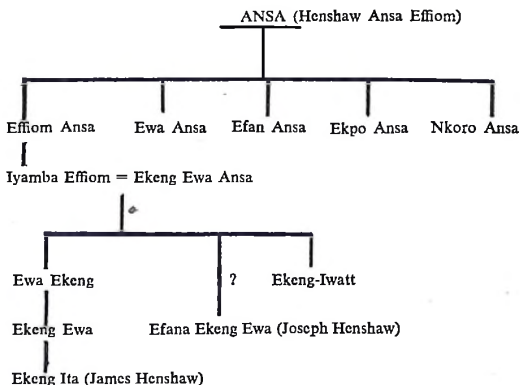 ANSA (Henshaw Ansa Effiom)
Effiom Ansa Ewa Ansa Efan Ansa Ekpo Ansa Nkoro Ansa
Iyamba Effiom = Ekeng Ewa Ansa
Ewa Ekeng ? Ekeng-Iwatt
Ekeng Ewa Efana Ekeng Ewa (Joseph Henshaw)
Ekeng Ita (James Henshaw)